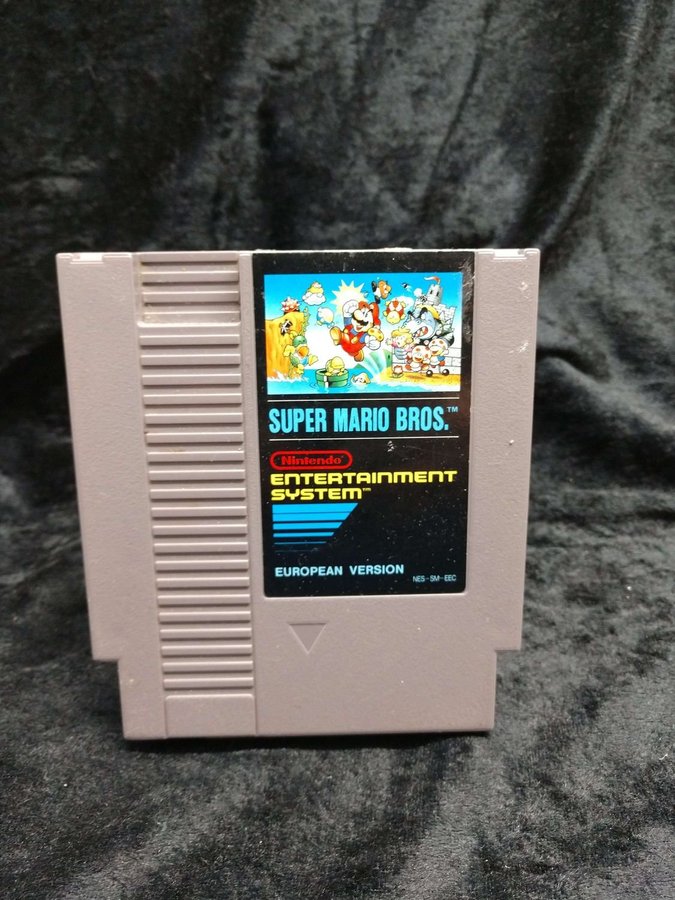 SUPER MARIO BROS.™
Nintendo
ENTERTAINMENT
SYSTEM™
EUROPEAN VERSION
NES-SM-EEC